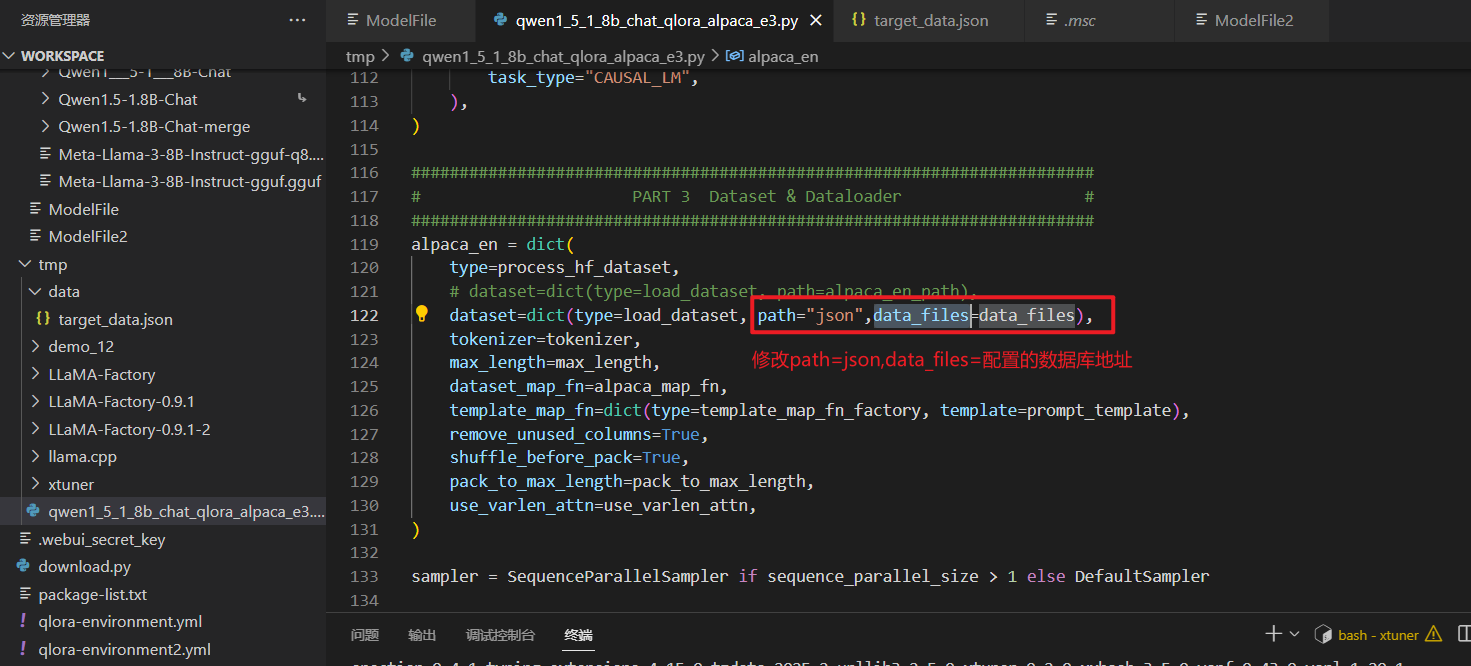 资源管理器
ModelFile
qwen1_5_1_8b_chat_qlora_alpaca_e3.py
{} target_data.json
.msc
ModelFile2
WORKSPACE
tmp > qwen1_5_1_8b_chat_qlora_alpaca_e3.py > alpaca_en
Qwen1___5-1___8B-Chat
Qwen1.5-1.8B-Chat
Qwen1.5-1.8B-Chat-merge
Meta-Llama-3-8B-Instruct-gguf-q8....
Meta-Llama-3-8B-Instruct-gguf.gguf
ModelFile
ModelFile2
tmp
data
{} target_data.json
demo_12
LLaMA-Factory
LLaMA-Factory-0.9.1
LLaMA-Factory-0.9.1-2
llama.cpp
xtuner
qwen1_5_1_8b_chat_qlora_alpaca_e3....
.webui_secret_key
download.py
package-list.txt
! qlora-environment.yml
! qlora-environment2.yml
112 task_type="CAUSAL_LM",
113 ),
114 )
115
116 #######################################################################
117 # PART 3 Dataset & Dataloader #
118 #######################################################################
119 alpaca_en = dict(
120 type=process_hf_dataset,
121 # dataset=dict(type=load_dataset, path=alpaca_en_path),
122 dataset=dict(type=load_dataset, path="json",data_files=data_files),
123 tokenizer=tokenizer,
124 max_length=max_length,
修改path=json,data_files=配置的数据库地址
125 dataset_map_fn=alpaca_map_fn,
126 template_map_fn=dict(type=template_map_fn_factory, template=prompt_template),
127 remove_unused_columns=True,
128 shuffle_before_pack=True,
129 pack_to_max_length=pack_to_max_length,
130 use_varlen_attn=use_varlen_attn,
131 )
132
133 sampler = SequenceParallelSampler if sequence_parallel_size > 1 else DefaultSampler
134
问题 输出 调试控制台 终端
bash - xtuner